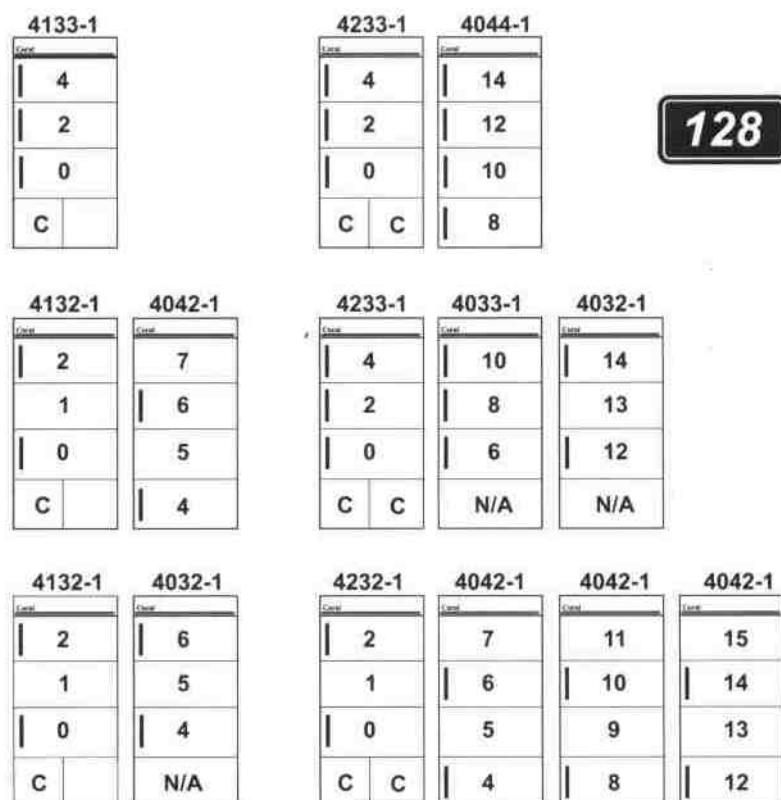 4133-1 4233-1 4044-1
4 4 14
2 2 12
128
0 0 10
C C C 8
4132-1 4042-1 4233-1 4033-1 4032-1
2 7 4 10 14
1 6 2 8 13
0 5 0 6 12
C 4 C C N/A N/A
4132-1 4032-1 4232-1 4042-1 4042-1 4042-1
2 6 2 7 11 15
1 5 1 6 10 14
0 4 0 5 9 13
C N/A C C 4 8 12